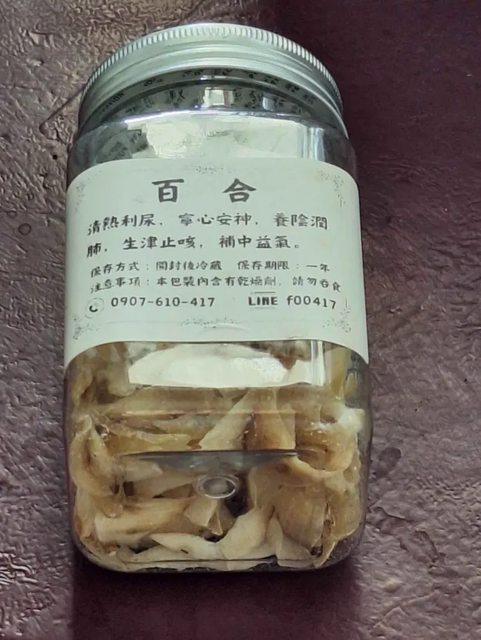 百合
清熱利尿，寧心安神，養陰潤
肺，生津止咳，補中益氣。
保存方式：開封後冷藏 保存期限：一年
注意事項：本包裝內含有乾燥劑，請勿吞食
0907-610-417 LINE f00417